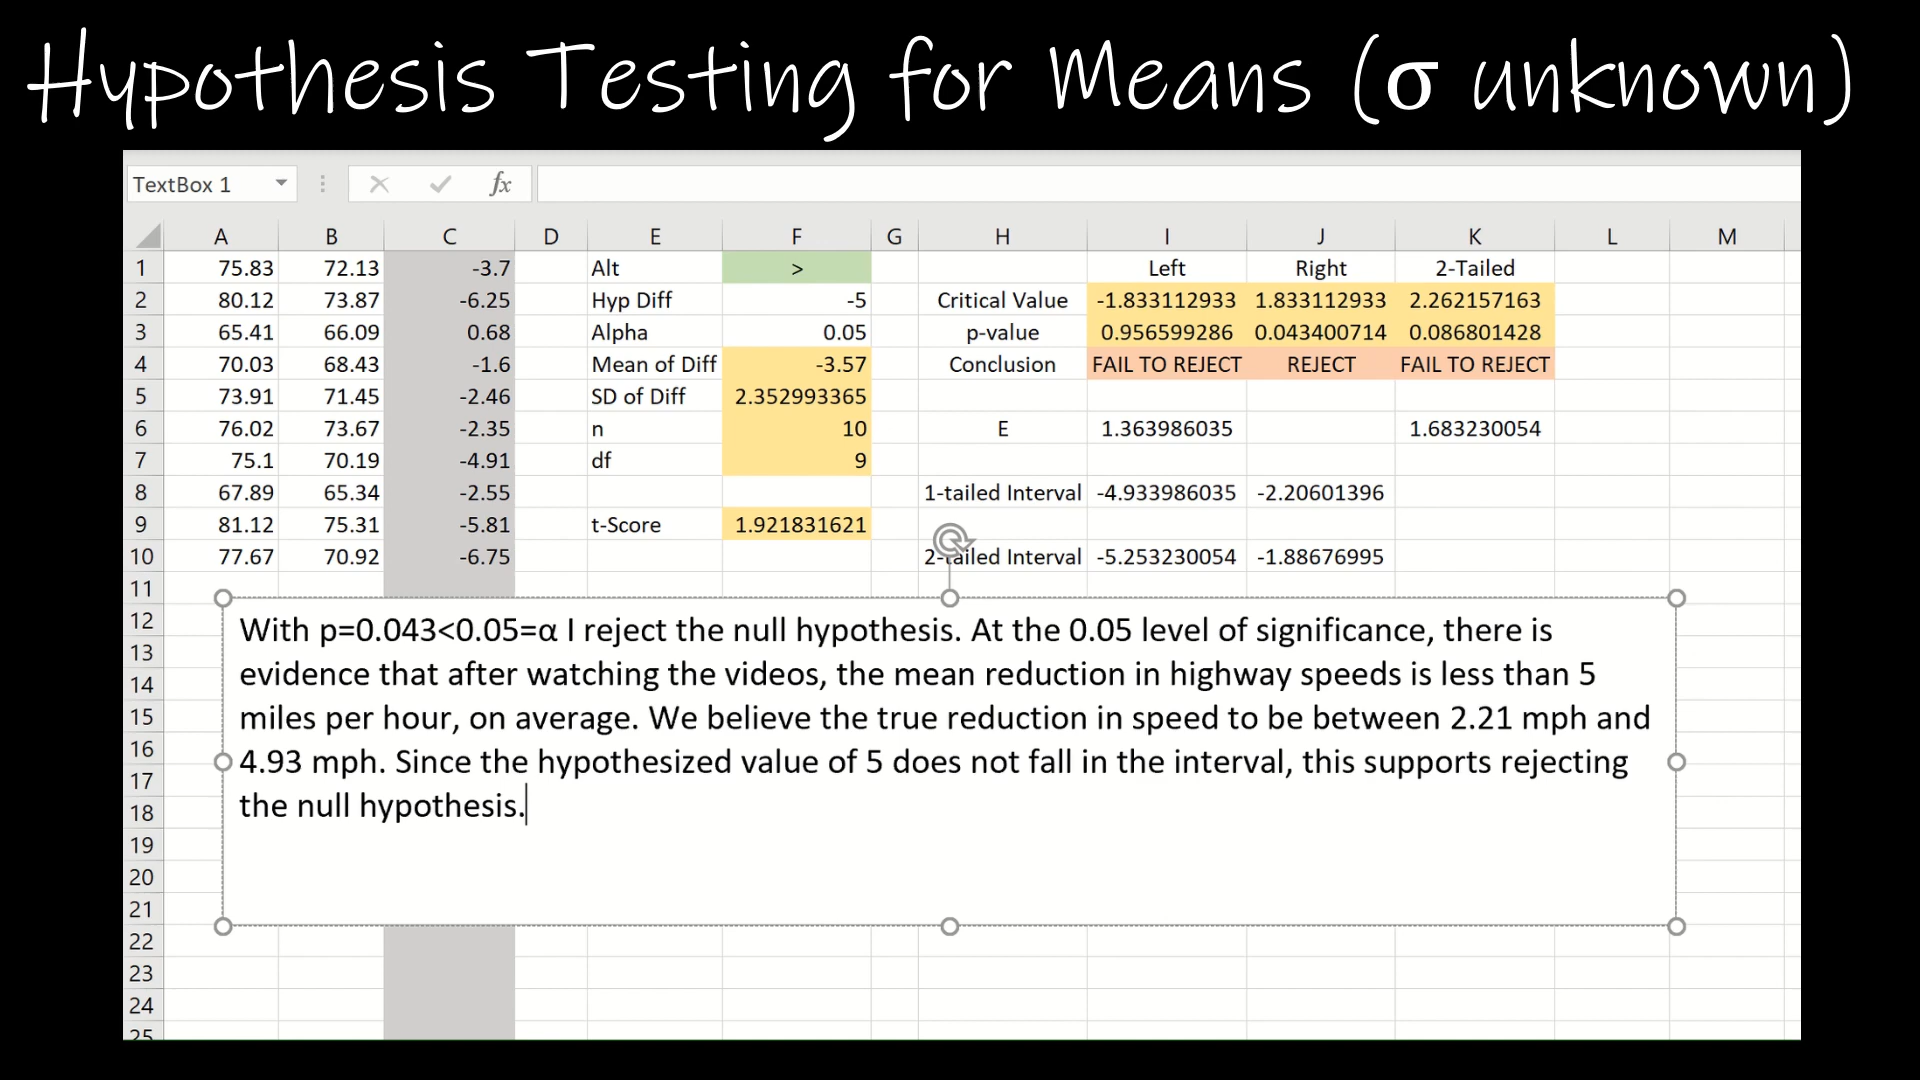 Hypothesis Testing for Means (σ unknown)
TextBox 1 fx
A B C D E F G H I J K L M
1 75.83 72.13 -3.7 Alt > Left Right 2-Tailed
2 80.12 73.87 -6.25 Hyp Diff -5 Critical Value -1.833112933 1.833112933 2.262157163
3 65.41 66.09 0.68 Alpha 0.05 p-value 0.956599286 0.043400714 0.086801428
4 70.03 68.43 -1.6 Mean of Diff -3.57 Conclusion FAIL TO REJECT REJECT FAIL TO REJECT
5 73.91 71.45 -2.46 SD of Diff 2.352993365
6 76.02 73.67 -2.35 n 10 E 1.363986035 1.683230054
7 75.1 70.19 -4.91 df 9
8 67.89 65.34 -2.55 1-tailed Interval -4.933986035 -2.20601396
9 81.12 75.31 -5.81 t-Score 1.921831621
10 77.67 70.92 -6.75 2-tailed Interval -5.253230054 -1.88676995
11
12
13
14
15
16
17
18
19
20
21
22
23
24
25
With p=0.043<0.05=α I reject the null hypothesis. At the 0.05 level of significance, there is
evidence that after watching the videos, the mean reduction in highway speeds is less than 5
miles per hour, on average. We believe the true reduction in speed to be between 2.21 mph and
4.93 mph. Since the hypothesized value of 5 does not fall in the interval, this supports rejecting
the null hypothesis.